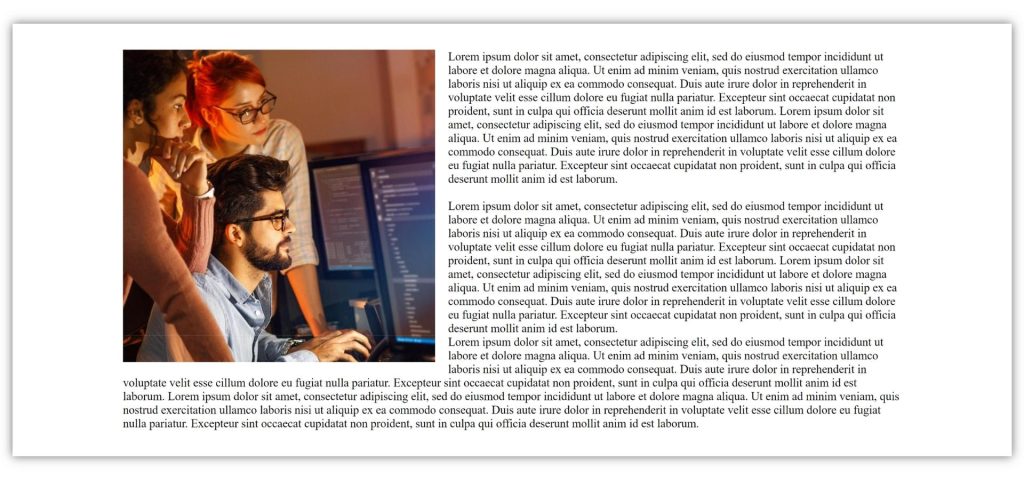 Lorem ipsum dolor sit amet, consectetur adipiscing elit, sed do eiusmod tempor incididunt ut
labore et dolore magna aliqua. Ut enim ad minim veniam, quis nostrud exercitation ullamco
laboris nisi ut aliquip ex ea commodo consequat. Duis aute irure dolor in reprehenderit in
voluptate velit esse cillum dolore eu fugiat nulla pariatur. Excepteur sint occaecat cupidatat non
proident, sunt in culpa qui officia deserunt mollit anim id est laborum. Lorem ipsum dolor sit
amet, consectetur adipiscing elit, sed do eiusmod tempor incididunt ut labore et dolore magna
aliqua. Ut enim ad minim veniam, quis nostrud exercitation ullamco laboris nisi ut aliquip ex ea
commodo consequat. Duis aute irure dolor in reprehenderit in voluptate velit esse cillum dolore
eu fugiat nulla pariatur. Excepteur sint occaecat cupidatat non proident, sunt in culpa qui officia
deserunt mollit anim id est laborum.
Lorem ipsum dolor sit amet, consectetur adipiscing elit, sed do eiusmod tempor incididunt ut
labore et dolore magna aliqua. Ut enim ad minim veniam, quis nostrud exercitation ullamco
laboris nisi ut aliquip ex ea commodo consequat. Duis aute irure dolor in reprehenderit in
voluptate velit esse cillum dolore eu fugiat nulla pariatur. Excepteur sint occaecat cupidatat non
proident, sunt in culpa qui officia deserunt mollit anim id est laborum. Lorem ipsum dolor sit
amet, consectetur adipiscing elit, sed do eiusmod tempor incididunt ut labore et dolore magna
aliqua. Ut enim ad minim veniam, quis nostrud exercitation ullamco laboris nisi ut aliquip ex ea
commodo consequat. Duis aute irure dolor in reprehenderit in voluptate velit esse cillum dolore
eu fugiat nulla pariatur. Excepteur sint occaecat cupidatat non proident, sunt in culpa qui officia
deserunt mollit anim id est laborum.
Lorem ipsum dolor sit amet, consectetur adipiscing elit, sed do eiusmod tempor incididunt ut
labore et dolore magna aliqua. Ut enim ad minim veniam, quis nostrud exercitation ullamco
laboris nisi ut aliquip ex ea commodo consequat. Duis aute irure dolor in reprehenderit in
voluptate velit esse cillum dolore eu fugiat nulla pariatur. Excepteur sint occaecat cupidatat non proident, sunt in culpa qui officia deserunt mollit anim id est
laborum. Lorem ipsum dolor sit amet, consectetur adipiscing elit, sed do eiusmod tempor incididunt ut labore et dolore magna aliqua. Ut enim ad minim veniam, quis
nostrud exercitation ullamco laboris nisi ut aliquip ex ea commodo consequat. Duis aute irure dolor in reprehenderit in voluptate velit esse cillum dolore eu fugiat
nulla pariatur. Excepteur sint occaecat cupidatat non proident, sunt in culpa qui officia deserunt mollit anim id est laborum.